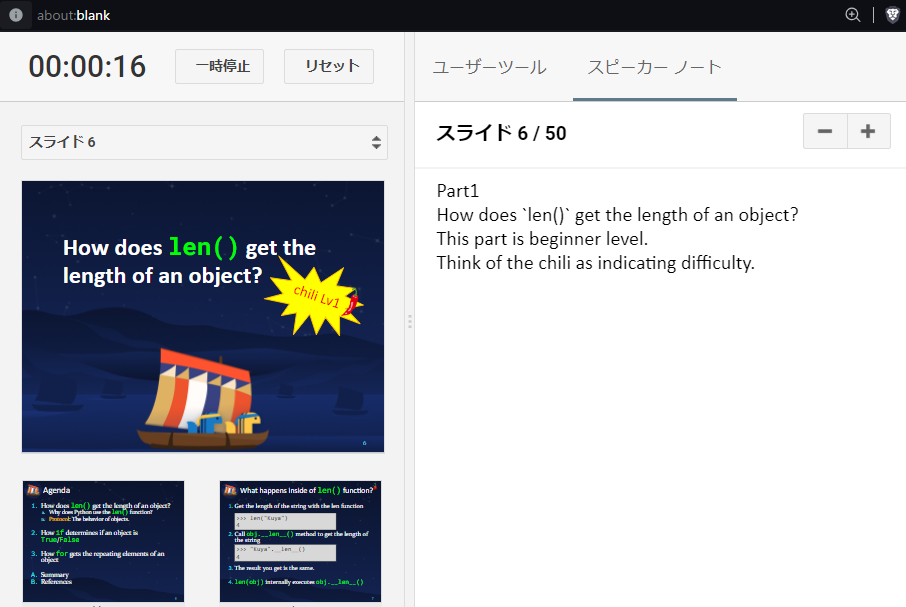 about:blank
00:00:16
一時停止
リセット
ユーザーツール
スピーカー ノート
スライド 6
スライド 6 / 50
Part1
How does `len()` get the length of an object?
This part is beginner level.
Think of the chili as indicating difficulty.
How does len() get the
length of an object?
chili Lv1
6
Agenda
1. How does len() get the length of an object?
a. Why does Python use the len() function?
b. Protocol: The behavior of objects.
2. How if determines if an object is
True/False
3. How for gets the repeating elements of an
object
A. Summary
B. References
What happens inside of len() function?
1. Get the length of the string with the len function
>>> len("Kuya")
4
2. Call obj.__len__() method to get the length of
the string
>>> "Kuya".__len__()
4
3. The result you get is the same.
4. len(obj) internally executes obj.__len__()